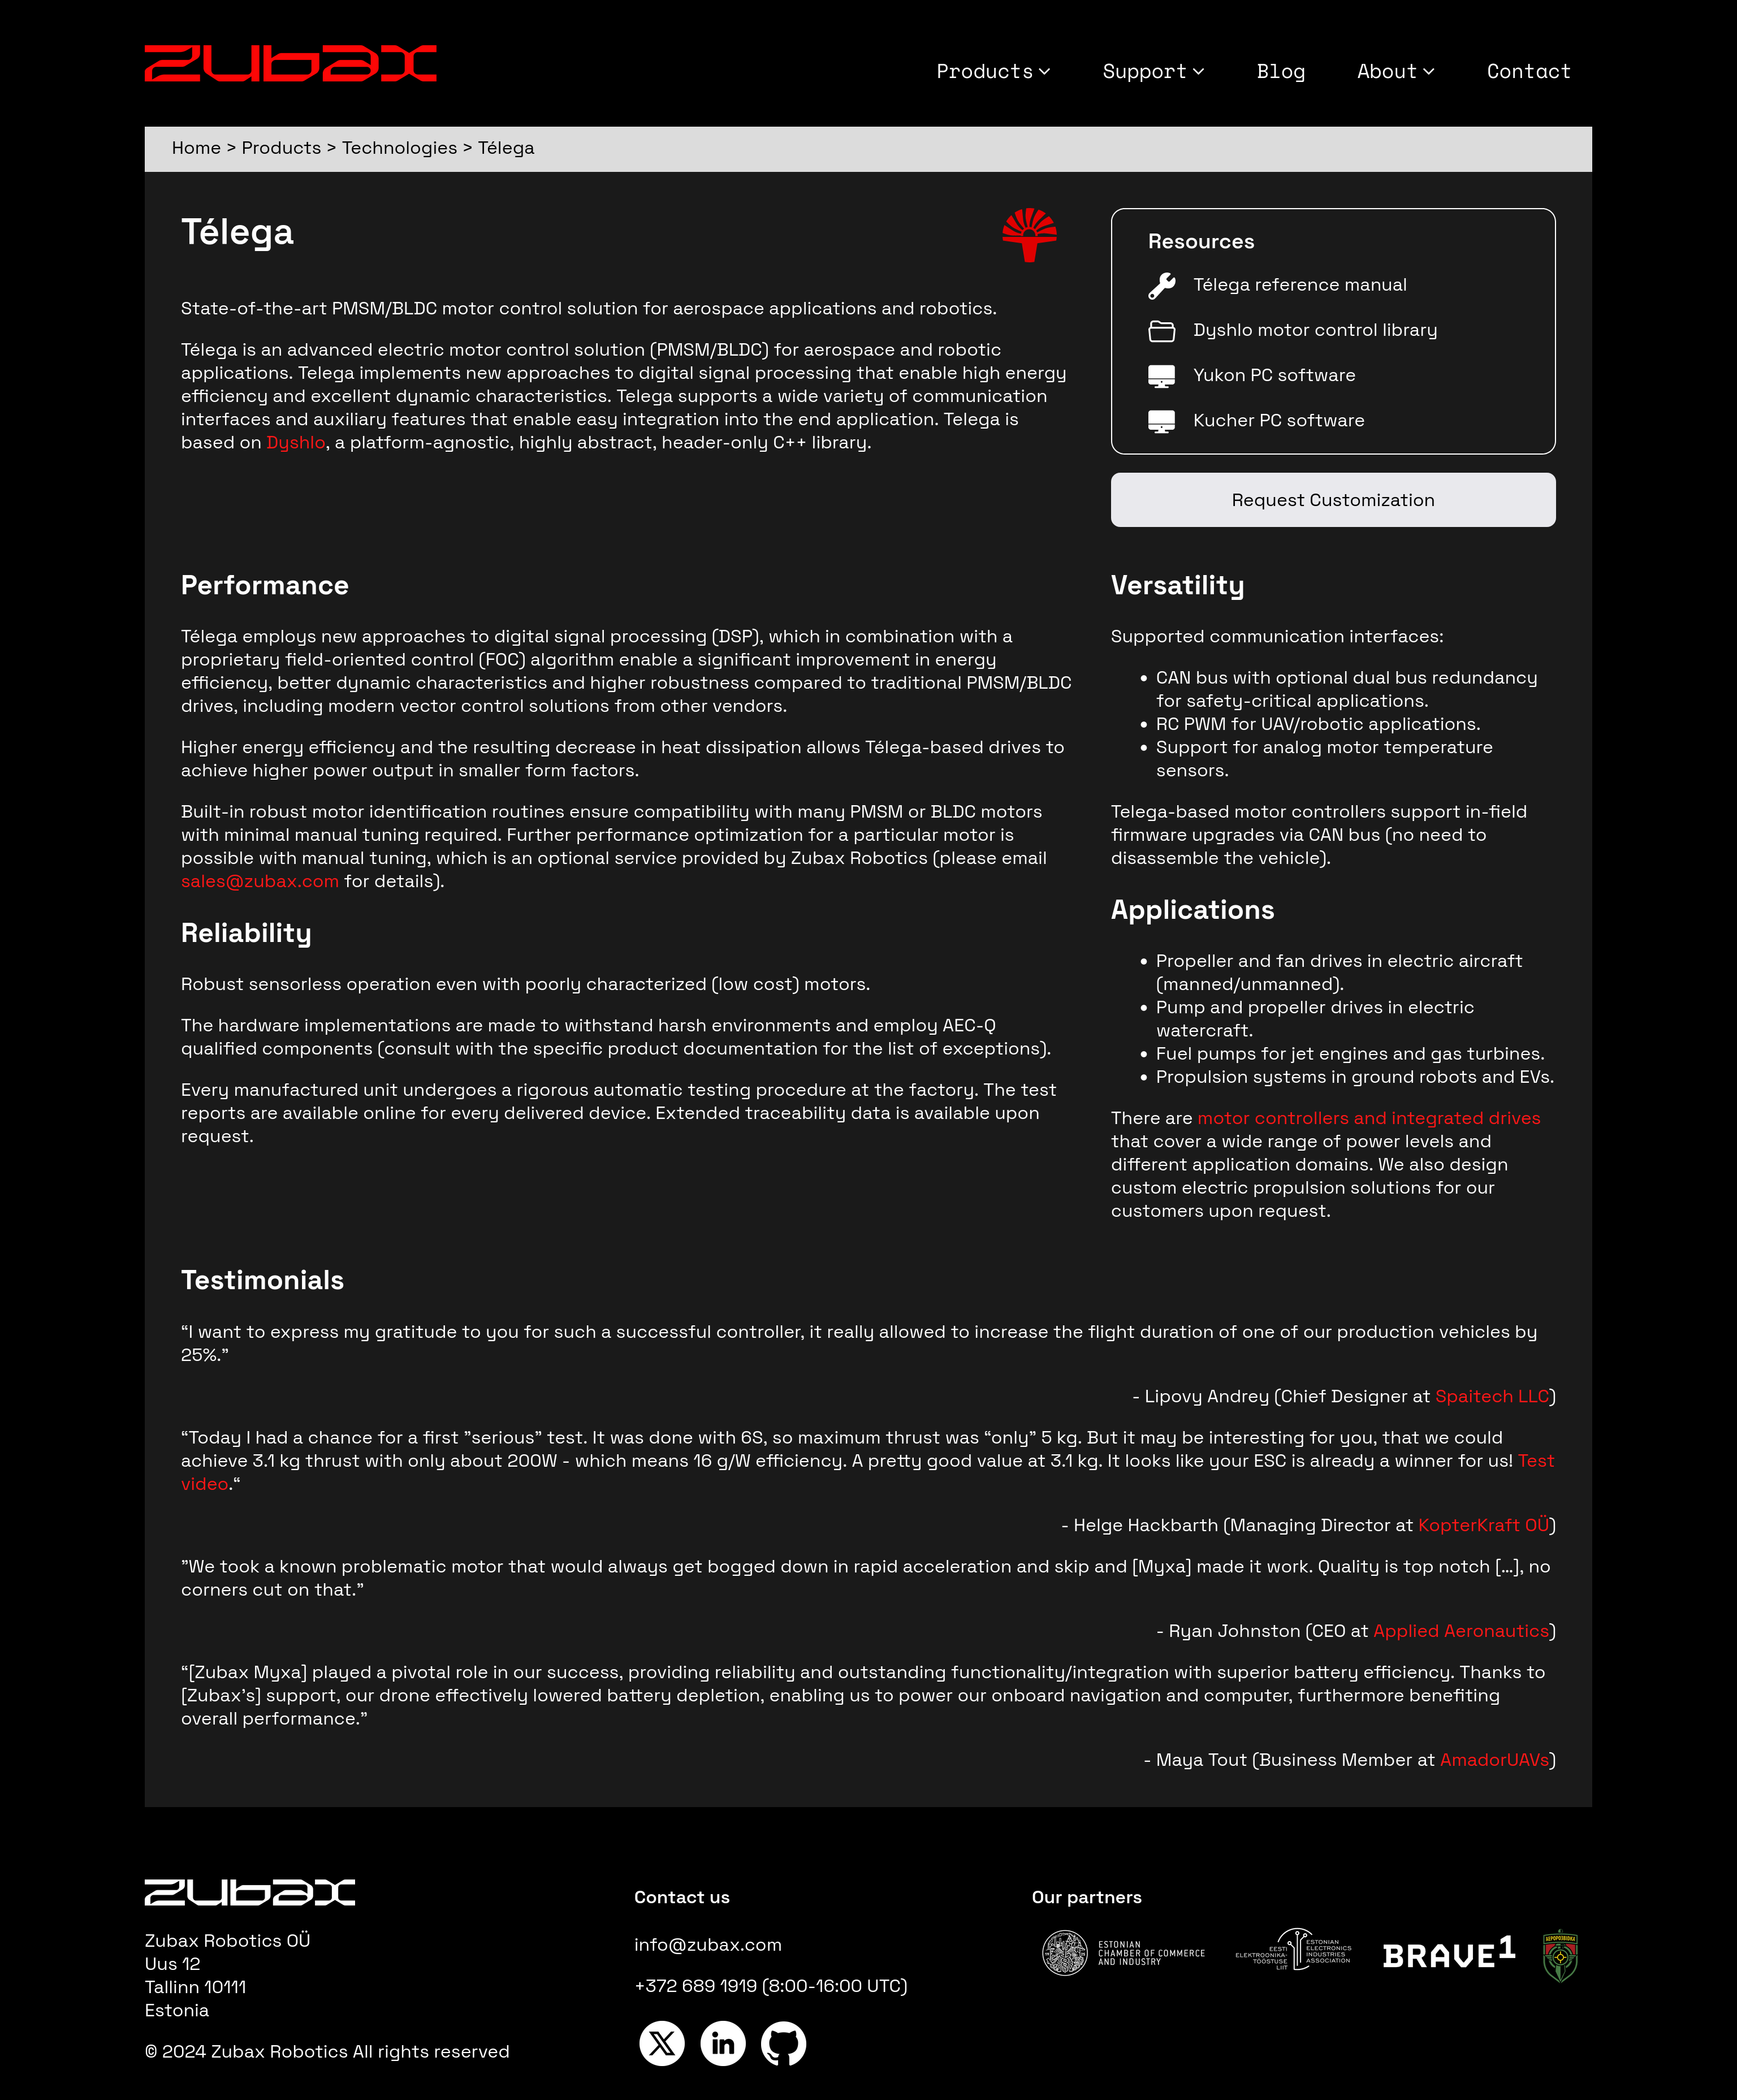 zubax
Products
Support
Blog
About
Contact
Home > Products > Technologies > Télega
Télega
State-of-the-art PMSM/BLDC motor control solution for aerospace applications and robotics.
Télega is an advanced electric motor control solution (PMSM/BLDC) for aerospace and robotic
applications. Telega implements new approaches to digital signal processing that enable high energy
efficiency and excellent dynamic characteristics. Telega supports a wide variety of communication
interfaces and auxiliary features that enable easy integration into the end application. Telega is
based on Dyshlo, a platform-agnostic, highly abstract, header-only C++ library.
Resources
Télega reference manual
Dyshlo motor control library
Yukon PC software
Kucher PC software
Request Customization
Performance
Télega employs new approaches to digital signal processing (DSP), which in combination with a
proprietary field-oriented control (FOC) algorithm enable a significant improvement in energy
efficiency, better dynamic characteristics and higher robustness compared to traditional PMSM/BLDC
drives, including modern vector control solutions from other vendors.
Higher energy efficiency and the resulting decrease in heat dissipation allows Télega-based drives to
achieve higher power output in smaller form factors.
Built-in robust motor identification routines ensure compatibility with many PMSM or BLDC motors
with minimal manual tuning required. Further performance optimization for a particular motor is
possible with manual tuning, which is an optional service provided by Zubax Robotics (please email
sales@zubax.com for details).
Reliability
Robust sensorless operation even with poorly characterized (low cost) motors.
The hardware implementations are made to withstand harsh environments and employ AEC-Q
qualified components (consult with the specific product documentation for the list of exceptions).
Every manufactured unit undergoes a rigorous automatic testing procedure at the factory. The test
reports are available online for every delivered device. Extended traceability data is available upon
request.
Versatility
Supported communication interfaces:
• CAN bus with optional dual bus redundancy
for safety-critical applications.
• RC PWM for UAV/robotic applications.
• Support for analog motor temperature
sensors.
Telega-based motor controllers support in-field
firmware upgrades via CAN bus (no need to
disassemble the vehicle).
Applications
• Propeller and fan drives in electric aircraft
(manned/unmanned).
• Pump and propeller drives in electric
watercraft.
• Fuel pumps for jet engines and gas turbines.
• Propulsion systems in ground robots and EVs.
There are motor controllers and integrated drives
that cover a wide range of power levels and
different application domains. We also design
custom electric propulsion solutions for our
customers upon request.
Testimonials
“I want to express my gratitude to you for such a successful controller, it really allowed to increase the flight duration of one of our production vehicles by
25%.”
- Lipovy Andrey (Chief Designer at Spaitech LLC)
“Today I had a chance for a first ”serious” test. It was done with 6S, so maximum thrust was “only” 5 kg. But it may be interesting for you, that we could
achieve 3.1 kg thrust with only about 200W - which means 16 g/W efficiency. A pretty good value at 3.1 kg. It looks like your ESC is already a winner for us! Test
video.“
- Helge Hackbarth (Managing Director at KopterKraft OÜ)
”We took a known problematic motor that would always get bogged down in rapid acceleration and skip and [Myxa] made it work. Quality is top notch […], no
corners cut on that.”
- Ryan Johnston (CEO at Applied Aeronautics)
“[Zubax Myxa] played a pivotal role in our success, providing reliability and outstanding functionality/integration with superior battery efficiency. Thanks to
[Zubax’s] support, our drone effectively lowered battery depletion, enabling us to power our onboard navigation and computer, furthermore benefiting
overall performance.”
- Maya Tout (Business Member at AmadorUAVs)
zubax
Zubax Robotics OÜ
Uus 12
Tallinn 10111
Estonia
© 2024 Zubax Robotics All rights reserved
Contact us
info@zubax.com
+372 689 1919 (8:00-16:00 UTC)
X
in
Our partners
ESTONIAN
CHAMBER OF COMMERCE
AND INDUSTRY
EESTI
ELEKTROONIKA-
TÖÖSTUSE
LIIT
ESTONIAN
ELECTRONICS
INDUSTRIES
ASSOCIATION
BRAVE1